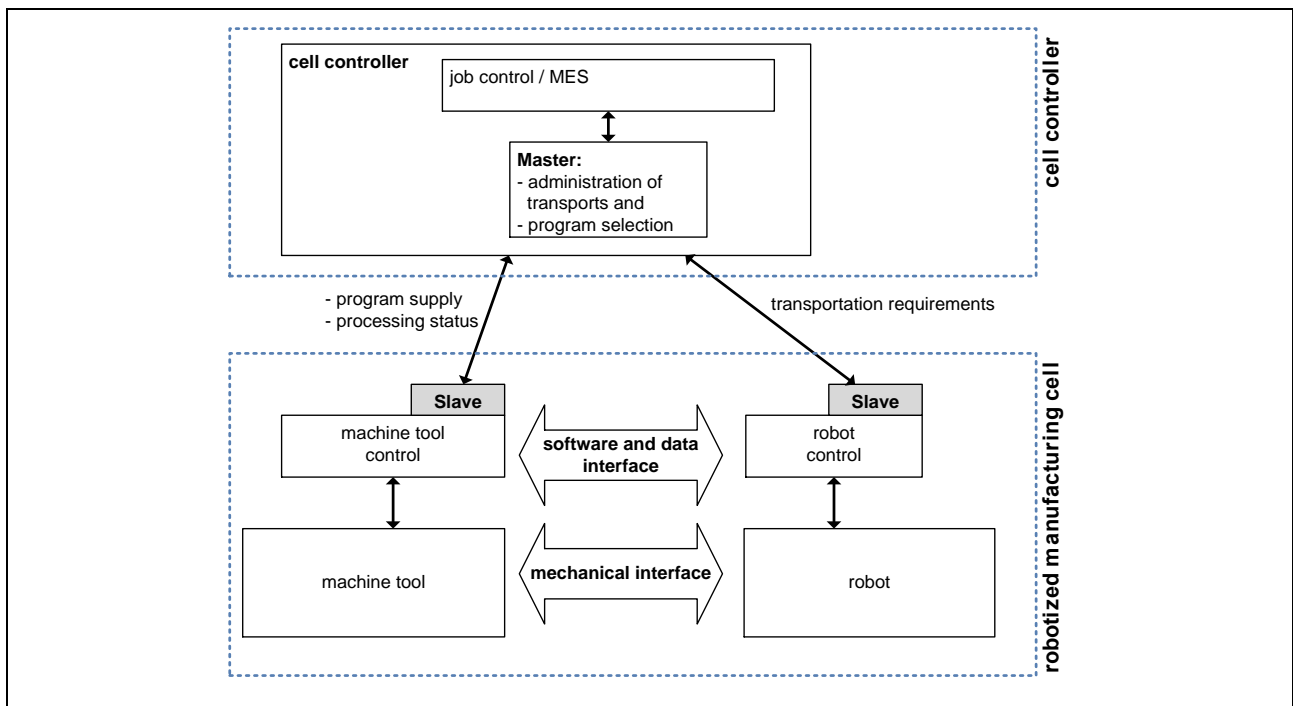 cell controller
cell controller
job control / MES
Master:
- administration of
transports and
- program selection
- program supply
- processing status
transportation requirements
robotized manufacturing cell
Slave
machine tool
control
software and data
interface
Slave
robot
control
machine tool
mechanical interface
robot